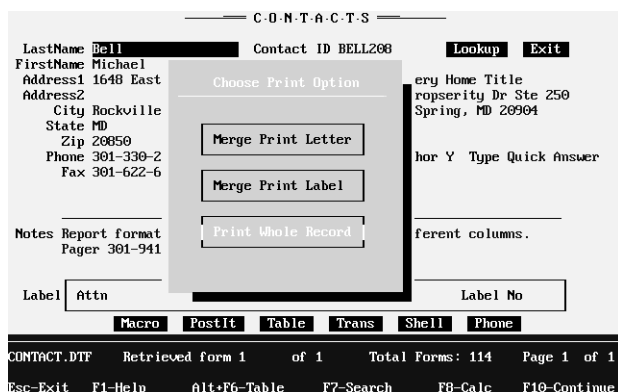 C·O·N·T·A·C·T·S
LastName Bell Contact ID BELL208 Lookup Exit
FirstName Michael
Address1 1648 East Choose Print Option ery Home Title
Address2 ropserity Dr Ste 250
City Rockville Spring, MD 20904
State MD
Zip 20850 Merge Print Letter
Phone 301-330-2 hor Y Type Quick Answer
Fax 301-622-6
Merge Print Label
Notes Report format Print Whole Record ferent columns.
Pager 301-941
Label Attn Label No
Macro PostIt Table Trans Shell Phone
CONTACT.DTF Retrieved form 1 of 1 Total Forms: 114 Page 1 of 1
Esc-Exit F1-Help Alt+F6-Table F7-Search F8-Calc F10-Continue